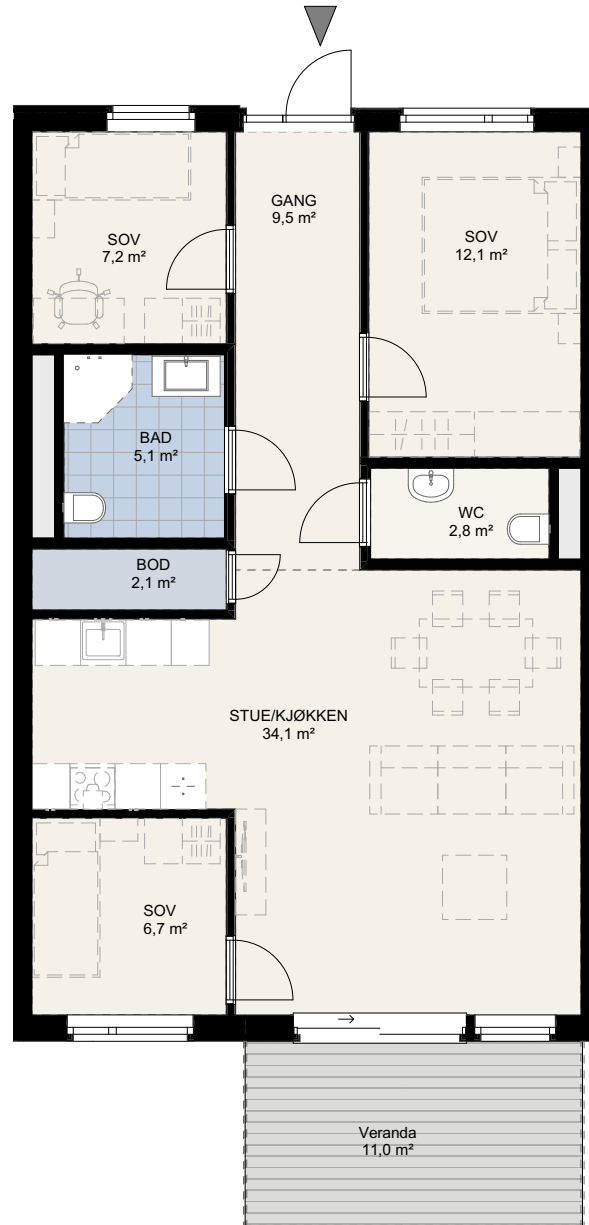 GANG
9,5 m²
SOV
7,2 m²
SOV
12,1 m²
BAD
5,1 m²
WC
2,8 m²
BOD
2,1 m²
STUE/KJØKKEN
34,1 m²
SOV
6,7 m²
Veranda
11,0 m²